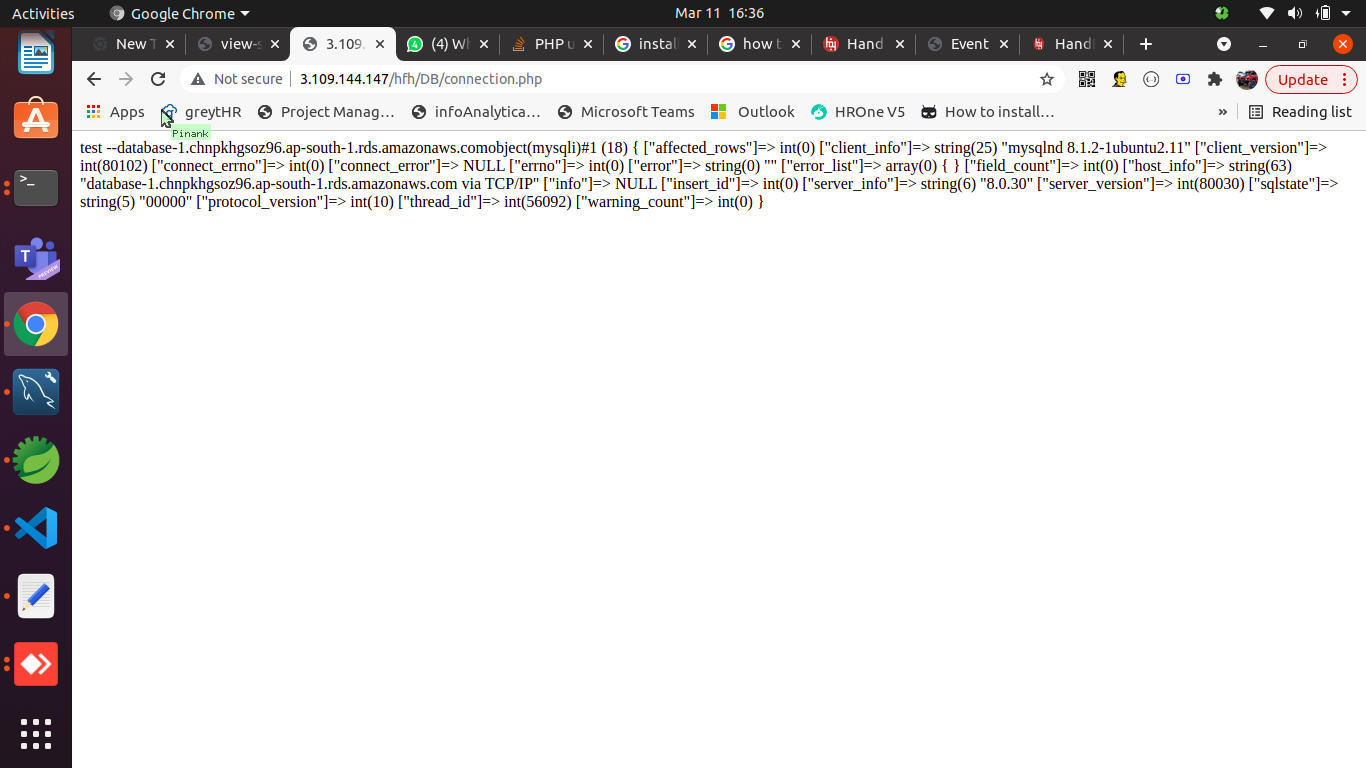 Activities Google Chrome Mar 11 16:36
New T view-s 3.109. (4) Wh PHP u install how t Hand Event Hand
Not secure 3.109.144.147/hfh/DB/connection.php Update
Apps greytHR Project Manag… infoAnalytica… Microsoft Teams Outlook HROne V5 How to install… » Reading list
Pinank
test --database-1.chnpkhgsoz96.ap-south-1.rds.amazonaws.comobject(mysqli)#1 (18) { ["affected_rows"]=> int(0) ["client_info"]=> string(25) "mysqlnd 8.1.2-1ubuntu2.11" ["client_version"]=>
int(80102) ["connect_errno"]=> int(0) ["connect_error"]=> NULL ["errno"]=> int(0) ["error"]=> string(0) "" ["error_list"]=> array(0) { } ["field_count"]=> int(0) ["host_info"]=> string(63)
"database-1.chnpkhgsoz96.ap-south-1.rds.amazonaws.com via TCP/IP" ["info"]=> NULL ["insert_id"]=> int(0) ["server_info"]=> string(6) "8.0.30" ["server_version"]=> int(80030) ["sqlstate"]=>
string(5) "00000" ["protocol_version"]=> int(10) ["thread_id"]=> int(56092) ["warning_count"]=> int(0) }